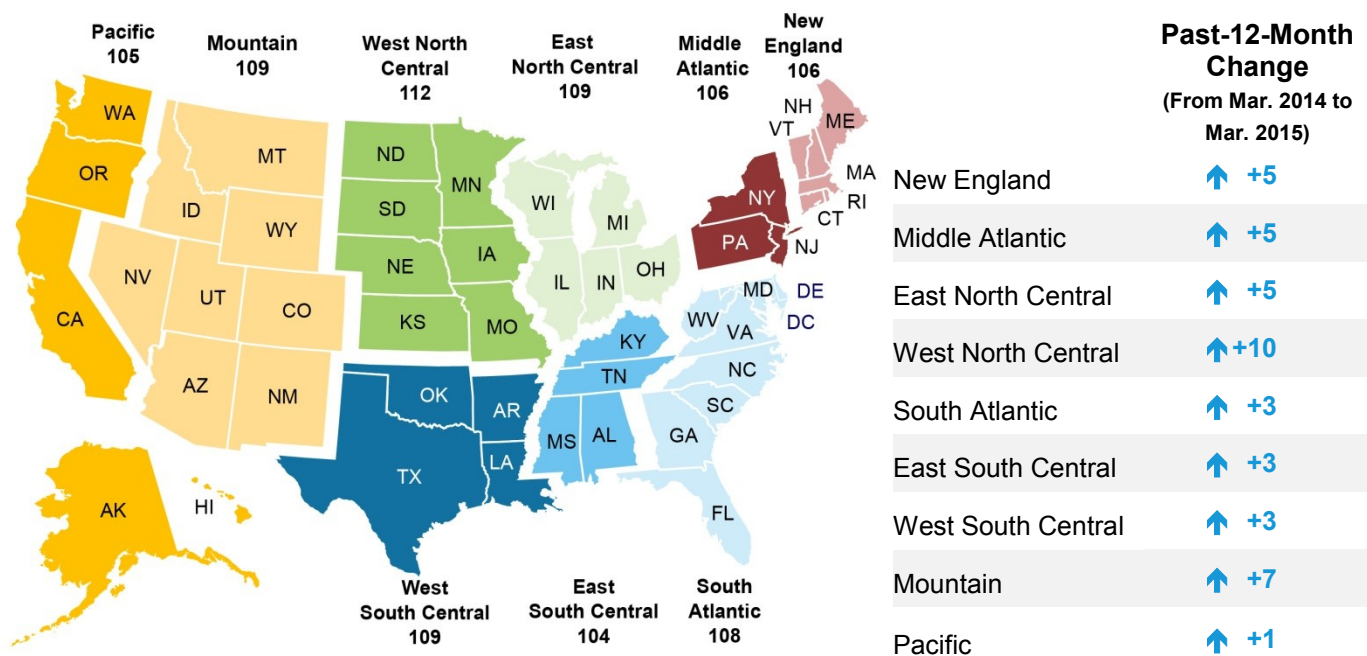 Pacific
105
Mountain
109
West North
Central
112
East
North Central
109
Middle
Atlantic
106
New
England
106
WA
OR
CA
AK
HI
MT
ID
WY
NV
UT
CO
AZ
NM
ND
MN
SD
NE
IA
KS
MO
WI
MI
IL
IN
OH
NY
PA
NJ
NH
VT
ME
MA
RI
CT
MD
DE
DC
WV
VA
NC
SC
GA
FL
KY
TN
MS
AL
OK
AR
TX
LA
West
South Central
109
East
South Central
104
South
Atlantic
108
Past-12-Month
Change
(From Mar. 2014 to
Mar. 2015)
New England +5
Middle Atlantic +5
East North Central +5
West North Central +10
South Atlantic +3
East South Central +3
West South Central +3
Mountain +7
Pacific +1